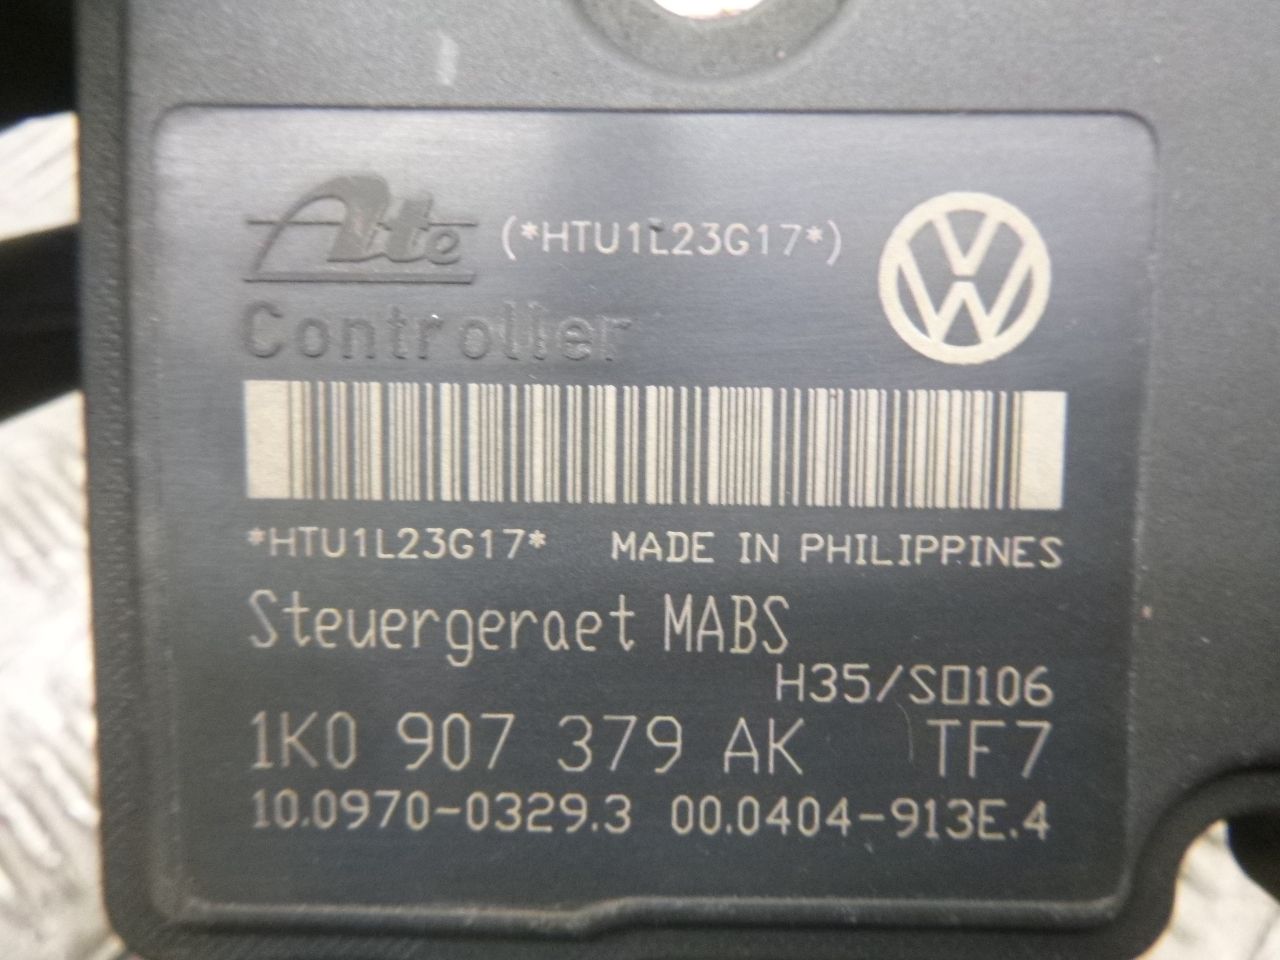 Ate (*HTU1L23G17*)
Controller
*HTU1L23G17* MADE IN PHILIPPINES
Steuergeraet MABS
H35/S□106
1K0 907 379 AK TF7
10.0970-0329.3 00.0404-913E.4